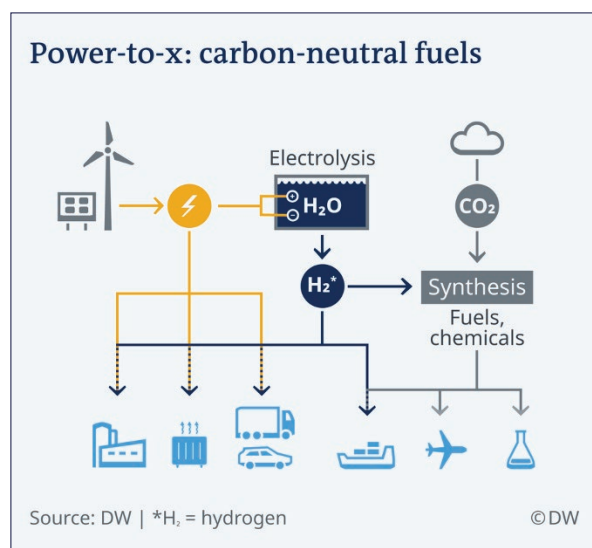 Power-to-x: carbon-neutral fuels
Electrolysis
+
H₂O
−
CO₂
H₂*
Synthesis
Fuels,
chemicals
Source: DW | *H₂ = hydrogen
©DW